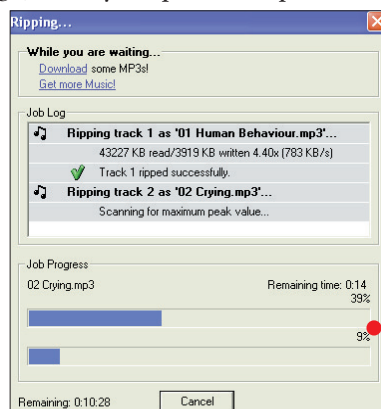 Ripping...
While you are waiting...
Download some MP3s!
Get more Music!
Job Log
Ripping track 1 as '01 Human Behaviour.mp3'...
43227 KB read/3919 KB written 4.40x (783 KB/s)
Track 1 ripped successfully.
Ripping track 2 as '02 Crying.mp3'...
Scanning for maximum peak value...
Job Progress
02 Crying.mp3 Remaining time: 0:14
39%
9%
Remaining: 0:10:28 Cancel